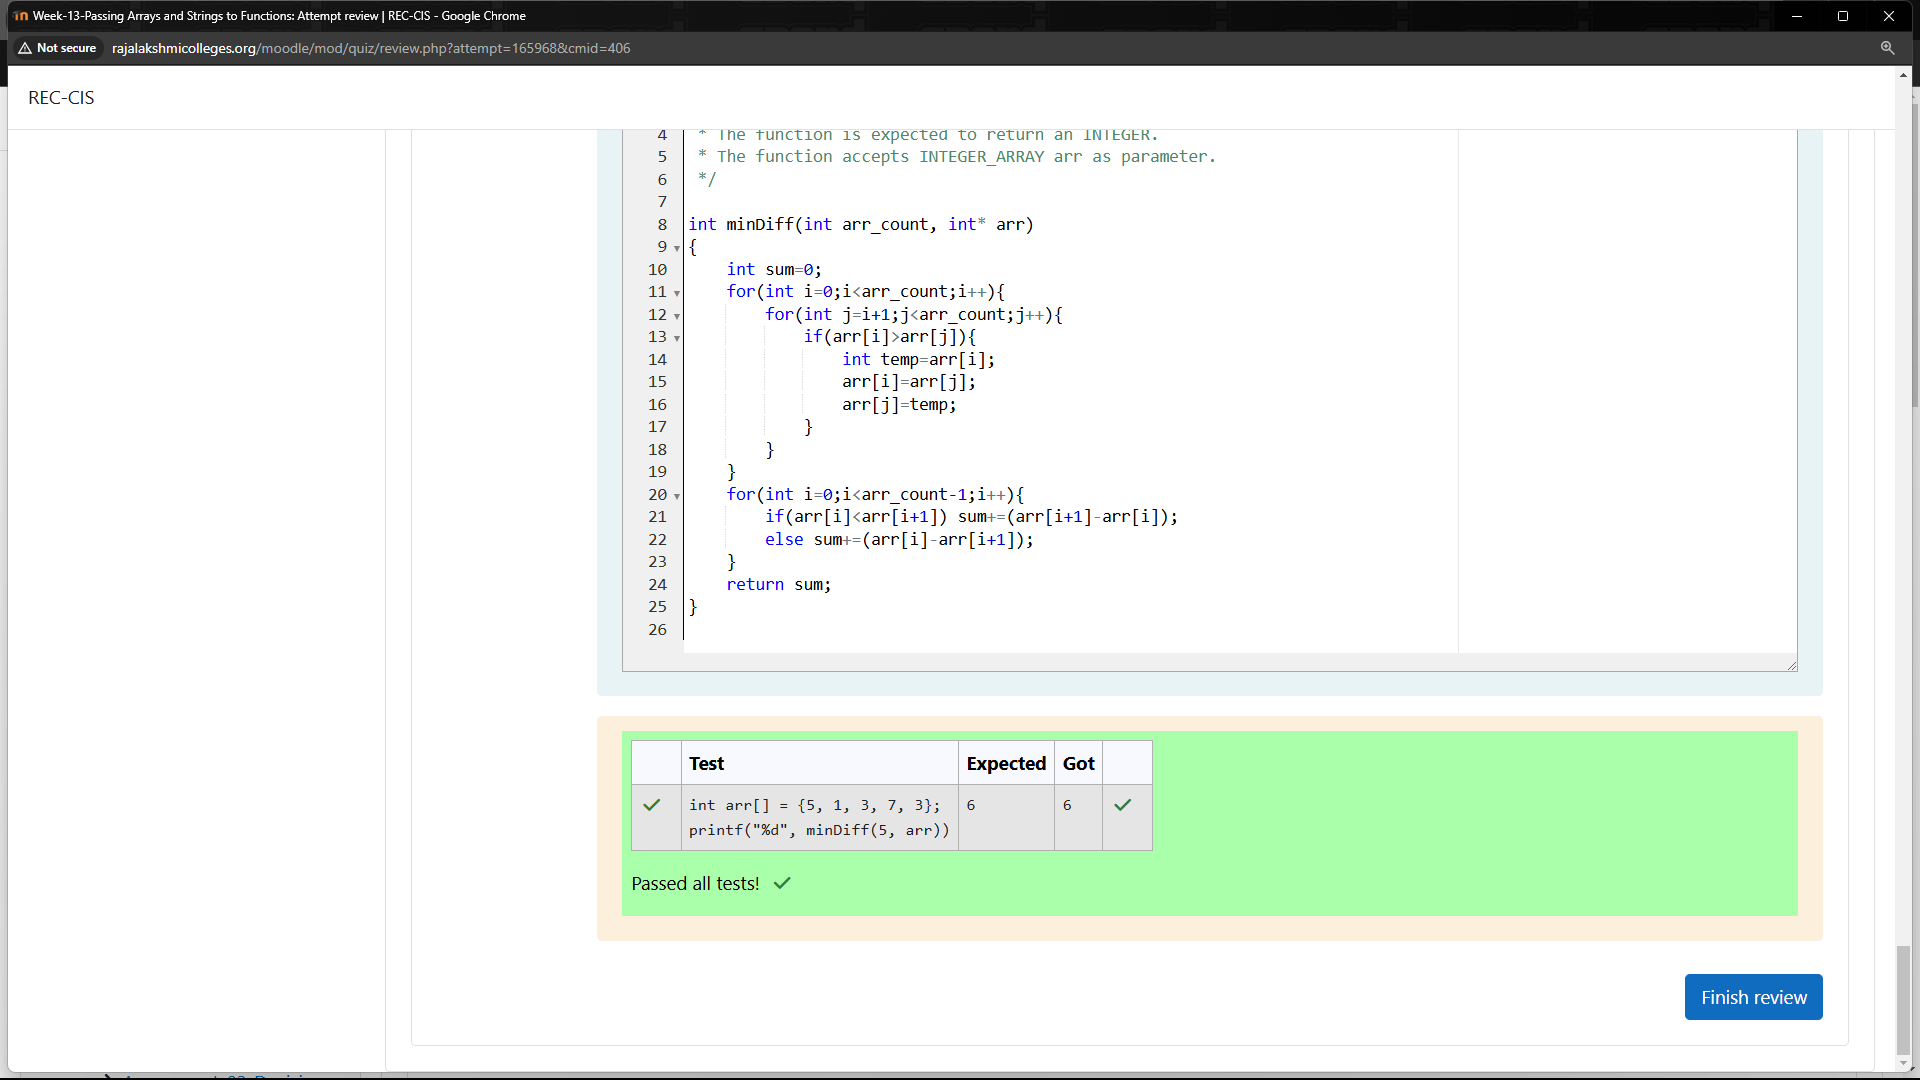 Week-13-Passing Arrays and Strings to Functions: Attempt review | REC-CIS - Google Chrome
Not secure rajalakshmicolleges.org/moodle/mod/quiz/review.php?attempt=165968&cmid=406
REC-CIS
4 * The function is expected to return an INTEGER.
5 * The function accepts INTEGER_ARRAY arr as parameter.
6 */
7
8 int minDiff(int arr_count, int* arr)
9 {
10 int sum=0;
11 for(int i=0;i<arr_count;i++){
12 for(int j=i+1;j<arr_count;j++){
13 if(arr[i]>arr[j]){
14 int temp=arr[i];
15 arr[i]=arr[j];
16 arr[j]=temp;
17 }
18 }
19 }
20 for(int i=0;i<arr_count-1;i++){
21 if(arr[i]<arr[i+1]) sum+=(arr[i+1]-arr[i]);
22 else sum+=(arr[i]-arr[i+1]);
23 }
24 return sum;
25 }
26
Test Expected Got
int arr[] = {5, 1, 3, 7, 3}; 6 6
printf("%d", minDiff(5, arr))
Passed all tests!
Finish review